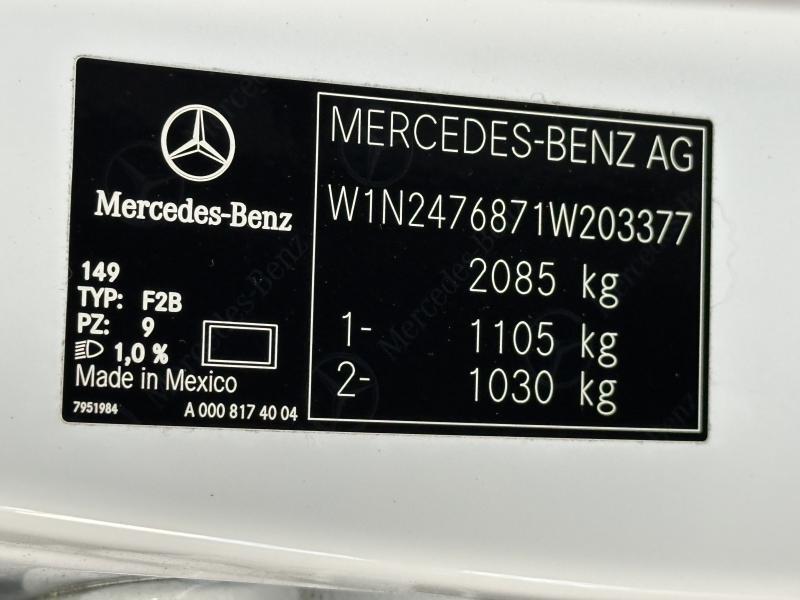 Mercedes-Benz
149
TYP: F2B
PZ: 9
1,0 %
Made in Mexico
7951984
A 000 817 40 04
MERCEDES-BENZ AG
W1N2476871W203377
2085 kg
1- 1105 kg
2- 1030 kg